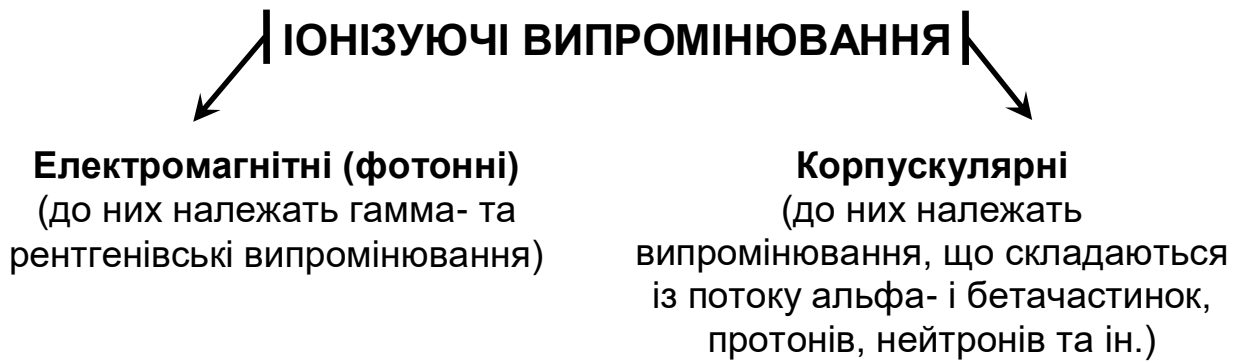 ІОНІЗУЮЧІ ВИПРОМІНЮВАННЯ
Електромагнітні (фотонні)
(до них належать гамма- та
рентгенівські випромінювання)
Корпускулярні
(до них належать
випромінювання, що складаються
із потоку альфа- і бетачастинок,
протонів, нейтронів та ін.)